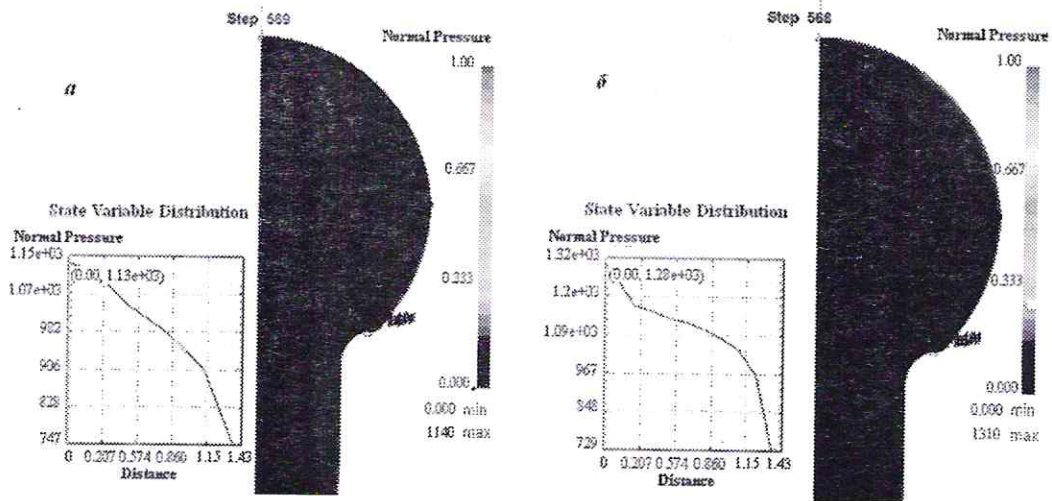 Step 569
Normal Pressure
1.00
а
0.667
State Variable Distribution
Normal Pressure
1.15e+03
(0.00, 1.13e+03)
1.07e+03
0.333
982
906
0.000
828
0.000 min
747
1140 max
0 0.287 0.574 0.860 1.15 1.43
Distance
Step 568
Normal Pressure
1.00
б
0.667
State Variable Distribution
Normal Pressure
1.32e+03
(0.00, 1.28e+03)
1.2e+03
0.333
1.09e+03
967
0.000
848
0.000 min
729
1310 max
0 0.287 0.574 0.860 1.15 1.43
Distance